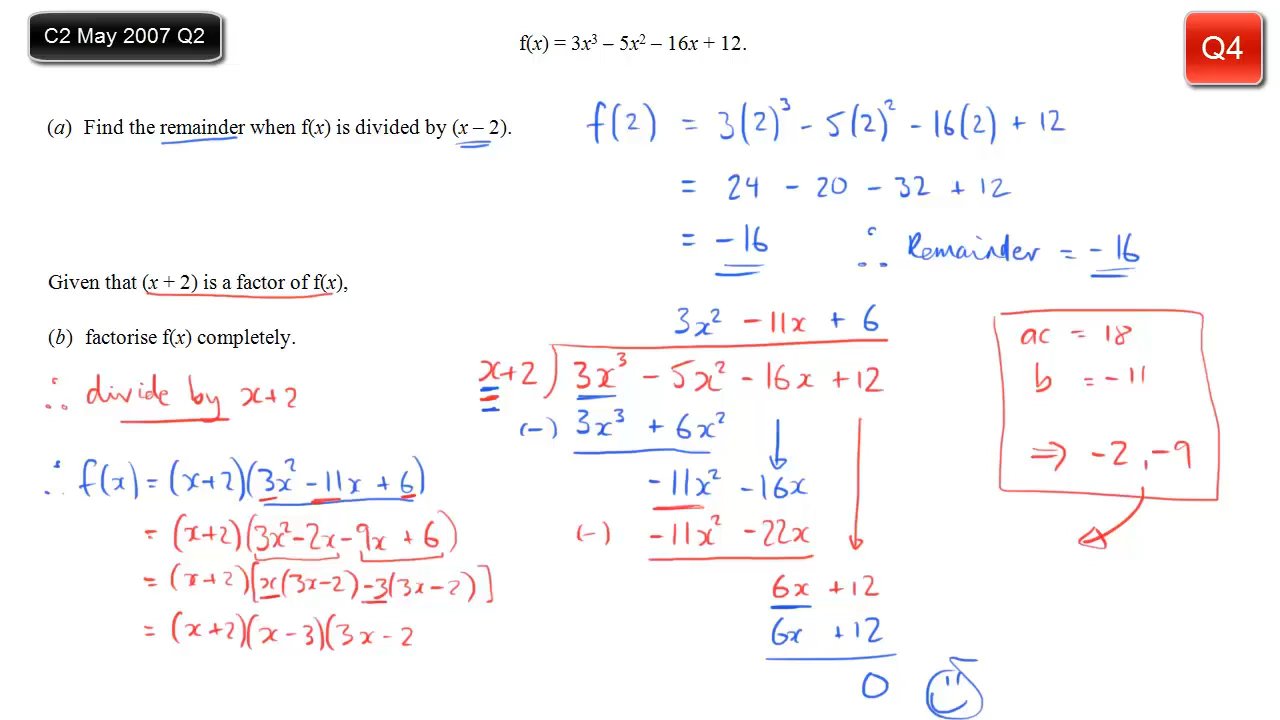 C2 May 2007 Q2
f(x) = 3x³ – 5x² – 16x + 12.
Q4
(a) Find the remainder when f(x) is divided by (x – 2).
f(2) = 3(2)³ - 5(2)² - 16(2) + 12
= 24 - 20 - 32 + 12
= -16 ∴ Remainder = -16
Given that (x + 2) is a factor of f(x),
(b) factorise f(x) completely.
∴ divide by x+2
∴ f(x) = (x+2)(3x² - 11x + 6)
= (x+2)(3x² - 2x - 9x + 6)
= (x+2)[x(3x-2) -3(3x-2)]
= (x+2)(x-3)(3x-2
3x² - 11x + 6
x+2 ) 3x³ - 5x² - 16x + 12
(-) 3x³ + 6x²
-11x² - 16x
(-) -11x² - 22x
6x + 12
6x + 12
0
ac = 18
b = -11
⇒ -2, -9